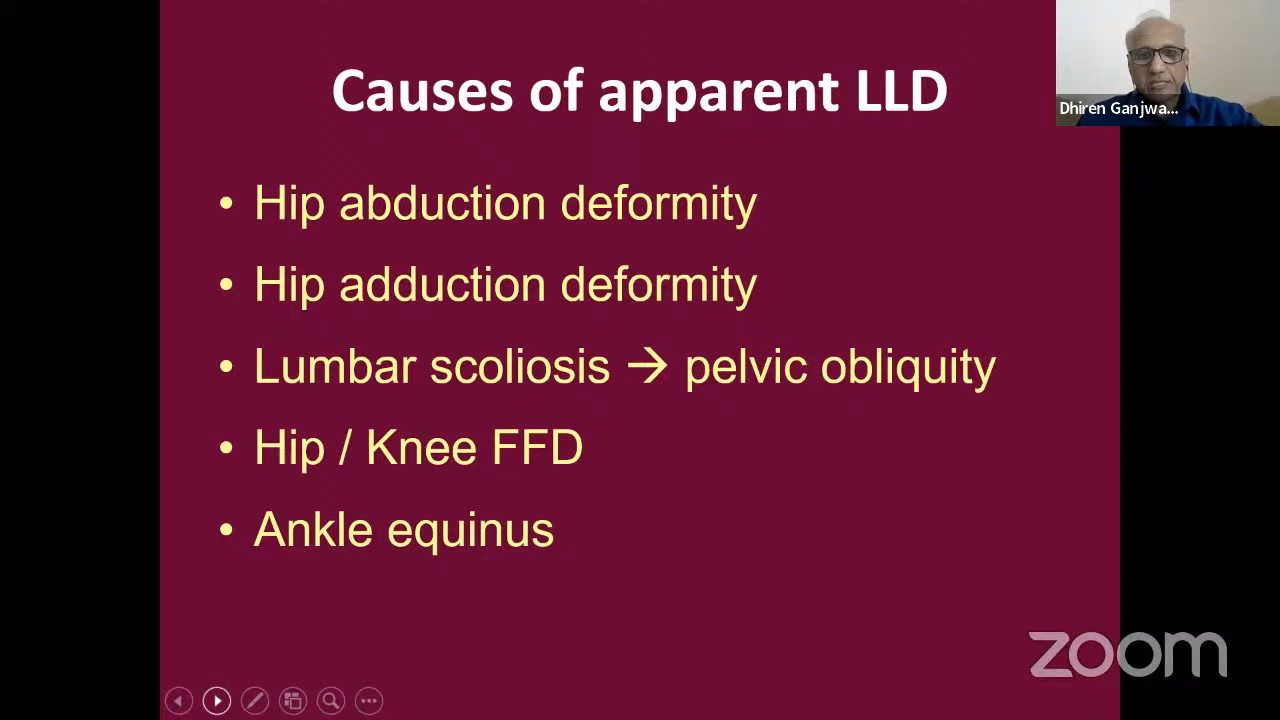 Causes of apparent LLD
Dhiren Ganjwa...
• Hip abduction deformity
• Hip adduction deformity
• Lumbar scoliosis → pelvic obliquity
• Hip / Knee FFD
• Ankle equinus
zoom